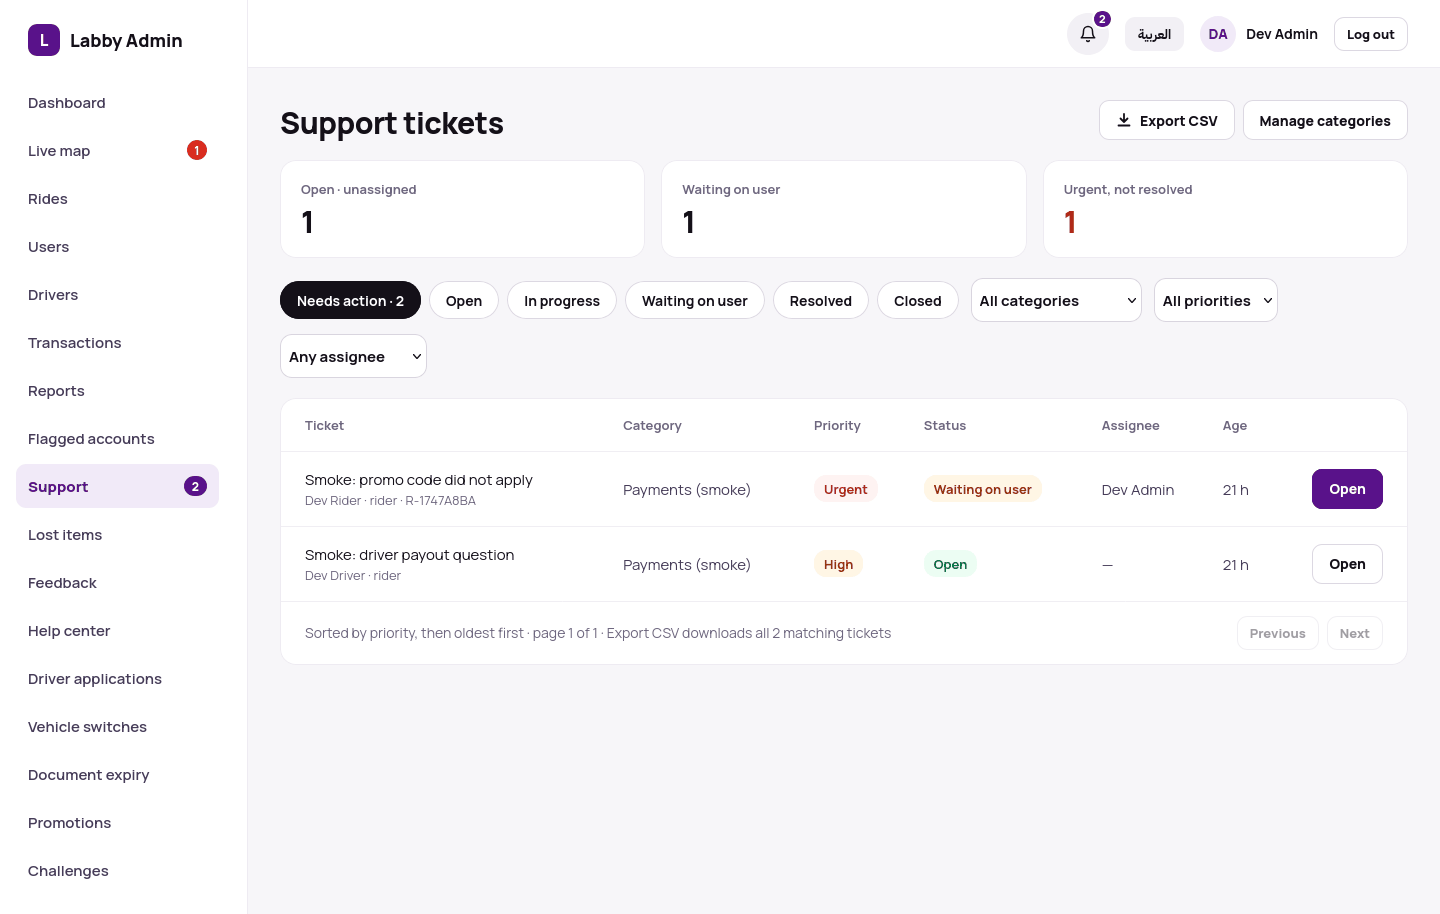 L Labby Admin
2
العربية
DA Dev Admin
Log out
Dashboard
Live map 1
Rides
Users
Drivers
Transactions
Reports
Flagged accounts
Support 2
Lost items
Feedback
Help center
Driver applications
Vehicle switches
Document expiry
Promotions
Challenges
Support tickets
Export CSV
Manage categories
Open · unassigned
1
Waiting on user
1
Urgent, not resolved
1
Needs action · 2
Open
In progress
Waiting on user
Resolved
Closed
All categories
All priorities
Any assignee
Ticket Category Priority Status Assignee Age
Smoke: promo code did not apply
Dev Rider · rider · R-1747A8BA
Payments (smoke) Urgent Waiting on user Dev Admin 21 h Open
Smoke: driver payout question
Dev Driver · rider
Payments (smoke) High Open — 21 h Open
Sorted by priority, then oldest first · page 1 of 1 · Export CSV downloads all 2 matching tickets
Previous Next